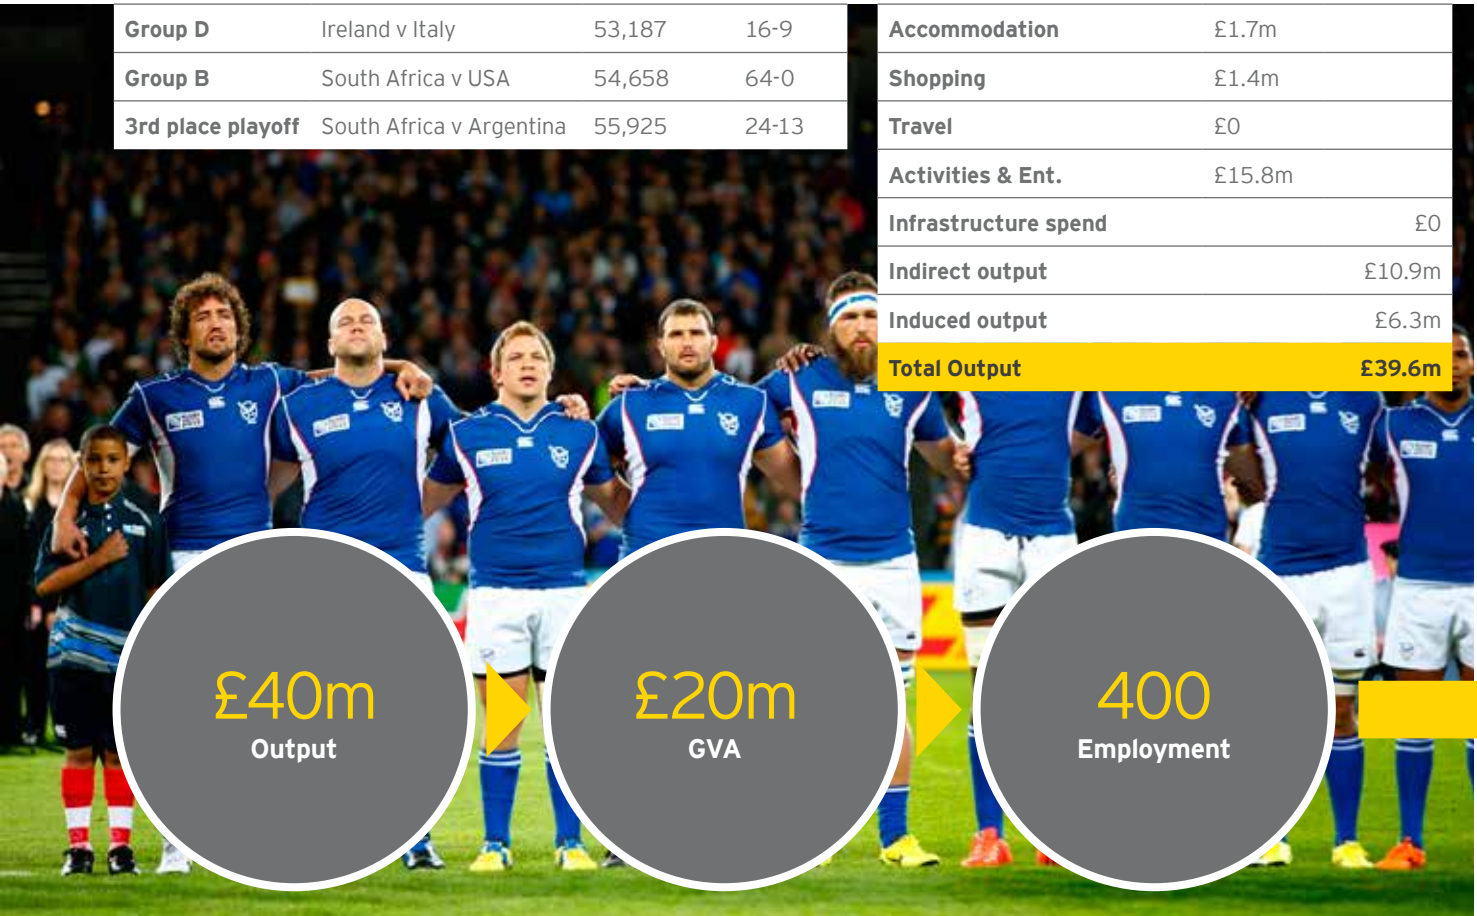 Group D Ireland v Italy 53,187 16-9
Group B South Africa v USA 54,658 64-0
3rd place playoff South Africa v Argentina 55,925 24-13
Accommodation £1.7m
Shopping £1.4m
Travel £0
Activities & Ent. £15.8m
Infrastructure spend £0
Indirect output £10.9m
Induced output £6.3m
Total Output £39.6m
£40m
Output
£20m
GVA
400
Employment